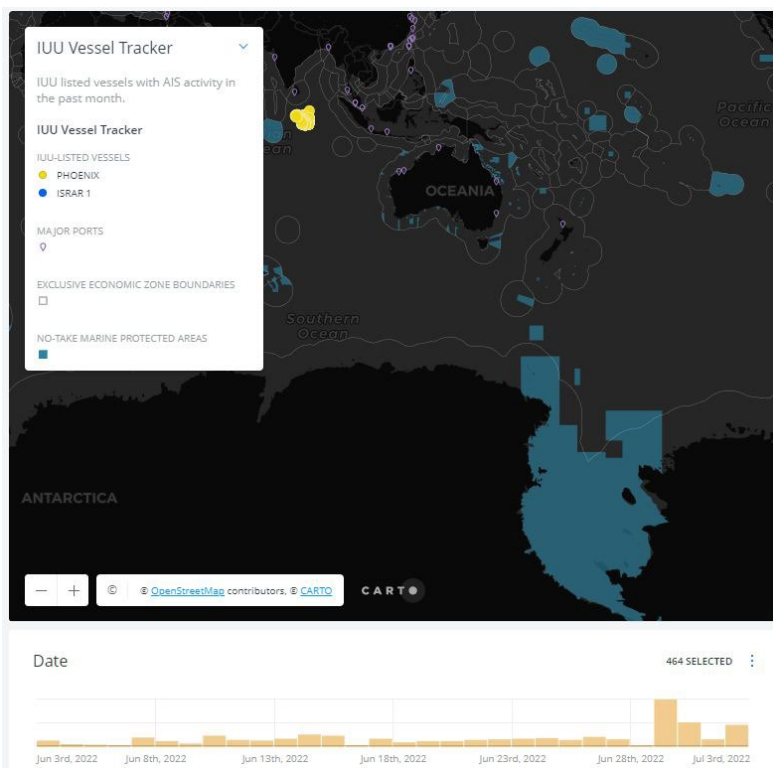 IUU Vessel Tracker
IUU listed vessels with AIS activity in
the past month.
IUU Vessel Tracker
IUU-LISTED VESSELS
PHOENIX
ISRAR 1
MAJOR PORTS
EXCLUSIVE ECONOMIC ZONE BOUNDARIES
NO-TAKE MARINE PROTECTED AREAS
Pacific
Ocean
OCEANIA
Southern
Ocean
ANTARCTICA
− +
© © OpenStreetMap contributors, © CARTO
CARTO
Date
464 SELECTED
Jun 3rd, 2022 Jun 8th, 2022 Jun 13th, 2022 Jun 18th, 2022 Jun 23rd, 2022 Jun 28th, 2022 Jul 3rd, 2022